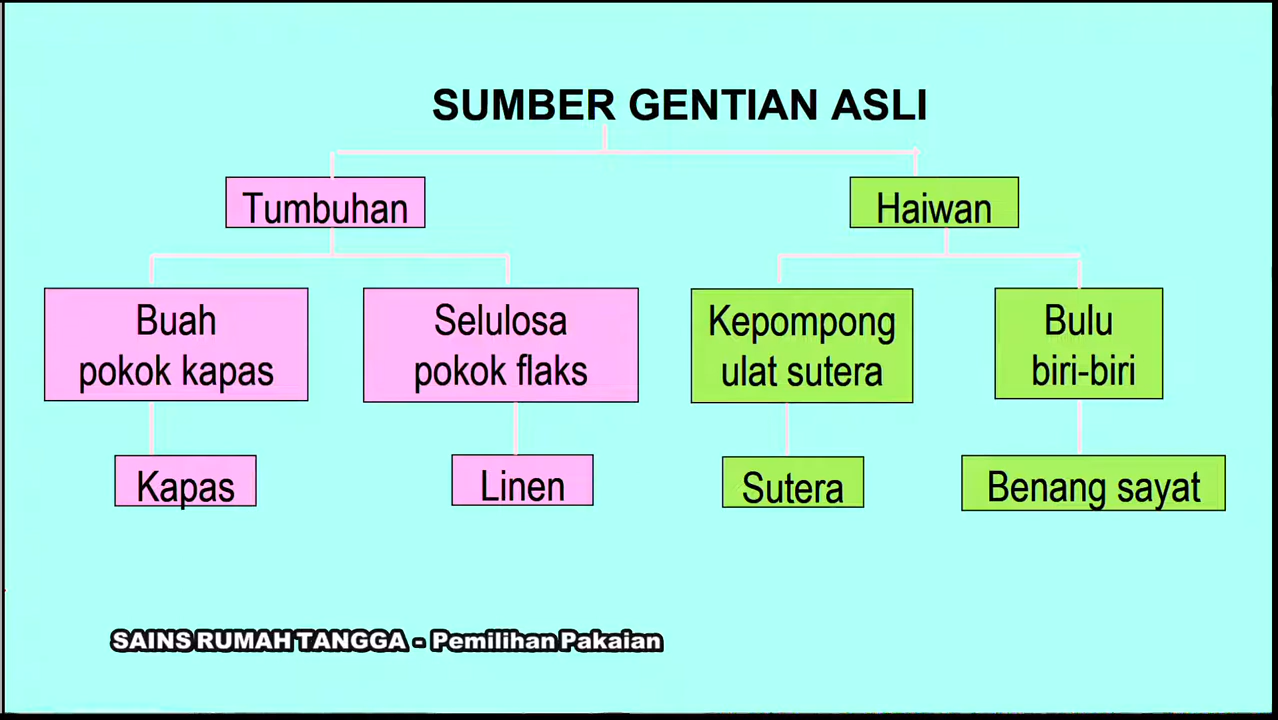 SUMBER GENTIAN ASLI
Tumbuhan
Haiwan
Buah
pokok kapas
Selulosa
pokok flaks
Kepompong
ulat sutera
Bulu
biri-biri
Kapas
Linen
Sutera
Benang sayat
SAINS RUMAH TANGGA - Pemilihan Pakaian